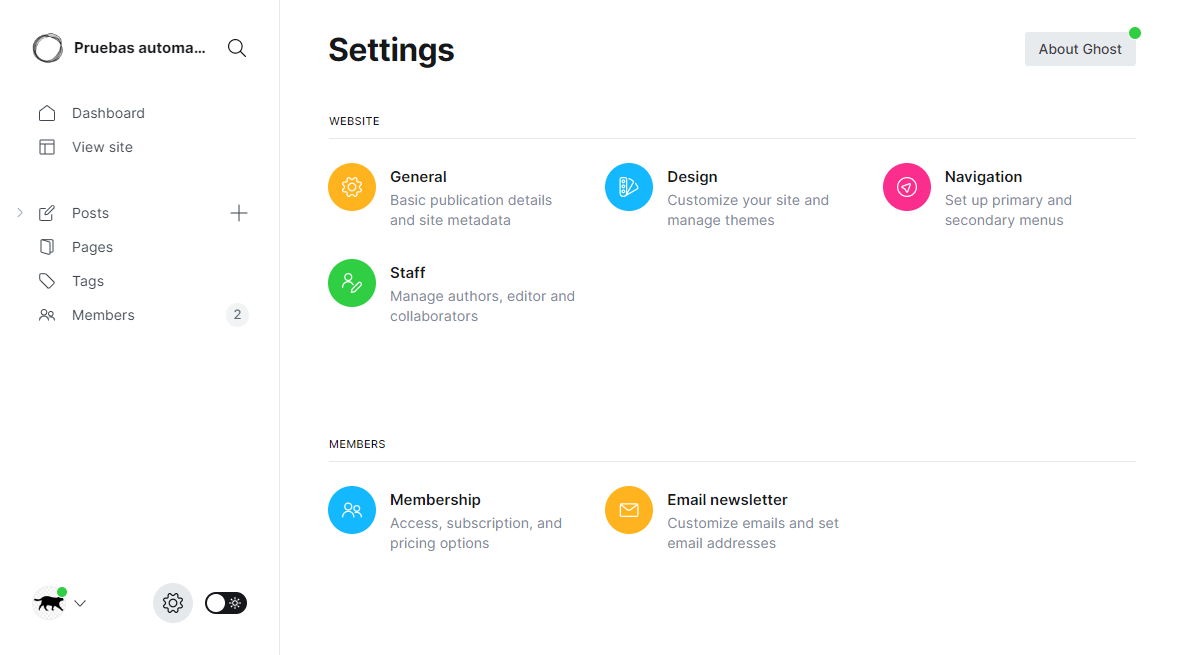 Pruebas automa...
Dashboard
View site
Posts
Pages
Tags
Members
2
Settings
About Ghost
WEBSITE
General
Basic publication details
and site metadata
Design
Customize your site and
manage themes
Navigation
Set up primary and
secondary menus
Staff
Manage authors, editor and
collaborators
MEMBERS
Membership
Access, subscription, and
pricing options
Email newsletter
Customize emails and set
email addresses